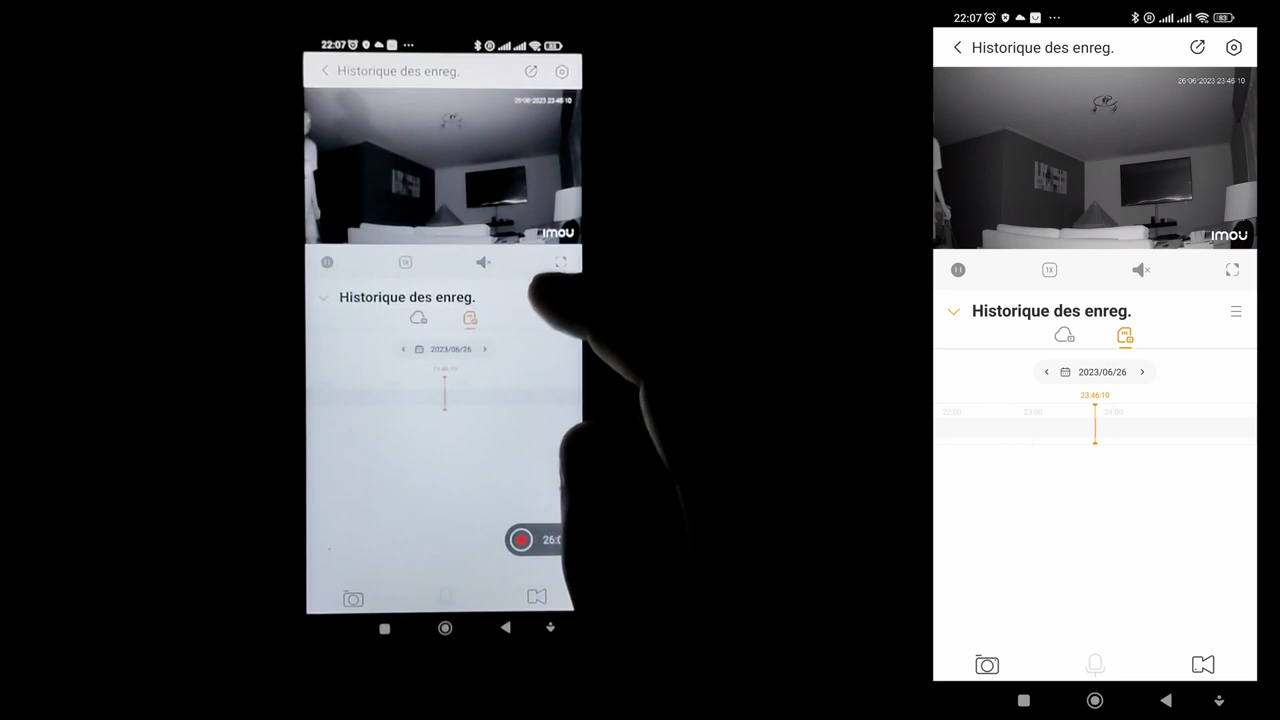 22:07
Historique des enreg.
26-06-2023 23:46:10
imou
1X
Historique des enreg.
2023/06/26
23:46:10
22:07
83
Historique des enreg.
26-06-2023 23:46:10
imou
1X
Historique des enreg.
2023/06/26
23:46:10
22:00 23:00 24:00